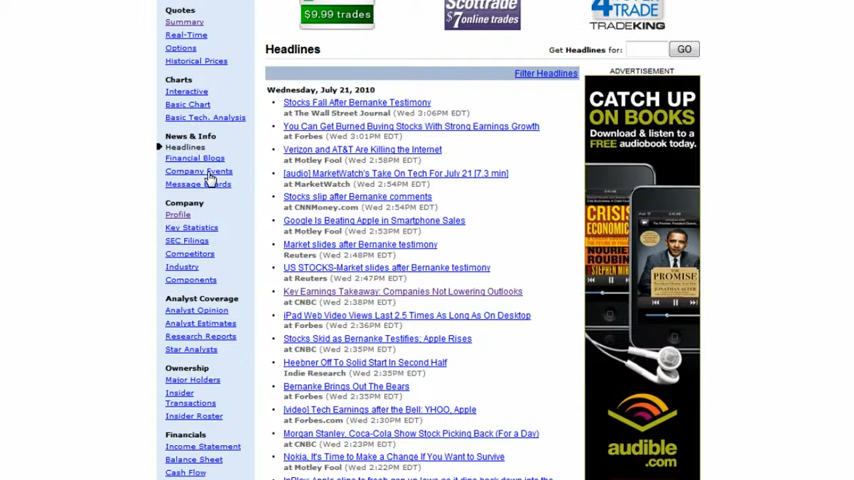 $9.99 trades
Scottrade
$7 online trades
TRADE
TRADEKING
Quotes
Summary
Real-Time
Options
Historical Prices
Charts
Interactive
Basic Chart
Basic Tech. Analysis
News & Info
Headlines
Financial Blogs
Company Events
Message Boards
Company
Profile
Key Statistics
SEC Filings
Competitors
Industry
Components
Analyst Coverage
Analyst Opinion
Analyst Estimates
Research Reports
Star Analysts
Ownership
Major Holders
Insider
Transactions
Insider Roster
Financials
Income Statement
Balance Sheet
Cash Flow
Headlines
Get Headlines for:
GO
Filter Headlines
Wednesday, July 21, 2010
Stocks Fall After Bernanke Testimony
at The Wall Street Journal (Wed 3:06PM EDT)
You Can Get Burned Buying Stocks With Strong Earnings Growth
at Forbes (Wed 3:01PM EDT)
Verizon and AT&T Are Killing the Internet
at Motley Fool (Wed 2:58PM EDT)
[audio] MarketWatch's Take On Tech For July 21 [7.3 min]
at MarketWatch (Wed 2:54PM EDT)
Stocks slip after Bernanke comments
at CNNMoney.com (Wed 2:54PM EDT)
Google Is Beating Apple in Smartphone Sales
at Motley Fool (Wed 2:53PM EDT)
Market slides after Bernanke testimony
Reuters (Wed 2:48PM EDT)
US STOCKS-Market slides after Bernanke testimony
at Reuters (Wed 2:47PM EDT)
Key Earnings Takeaway: Companies Not Lowering Outlooks
at CNBC (Wed 2:38PM EDT)
iPad Web Video Views Last 2.5 Times As Long As On Desktop
at Forbes (Wed 2:36PM EDT)
Stocks Skid as Bernanke Testifies; Apple Rises
at CNBC (Wed 2:35PM EDT)
Heebner Off To Solid Start In Second Half
Indie Research (Wed 2:35PM EDT)
Bernanke Brings Out The Bears
at Forbes (Wed 2:35PM EDT)
[video] Tech Earnings after the Bell: YHOO, Apple
at Forbes.com (Wed 2:30PM EDT)
Morgan Stanley, Coca-Cola Show Stock Picking Back (For a Day)
at CNBC (Wed 2:23PM EDT)
Nokia, It's Time to Make a Change If You Want to Survive
at Motley Fool (Wed 2:22PM EDT)
ADVERTISEMENT
CATCH UP
ON BOOKS
Download & listen to a
FREE audiobook today.
CRISIS
ECONOMICS
NOURIEL
ROUBINI
STEPHEN MIHM
THE
PROMISE
JONATHAN ALTER
audible
.com